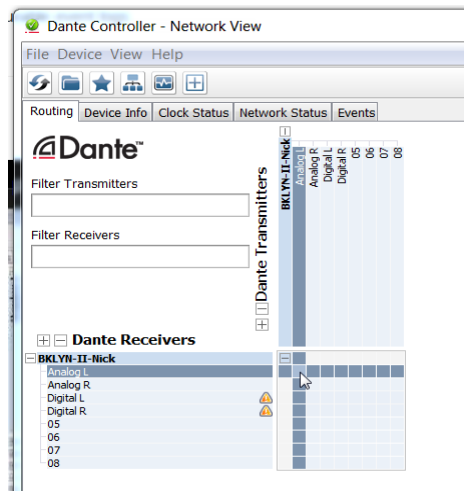 Dante Controller - Network View
File Device View Help
Routing Device Info Clock Status Network Status Events
Dante™
Filter Transmitters
Filter Receivers
Dante Transmitters
BKLYN-II-Nick
Analog L
Analog R
Digital L
Digital R
05
06
07
08
Dante Receivers
BKLYN-II-Nick
Analog L
Analog R
Digital L
Digital R
05
06
07
08